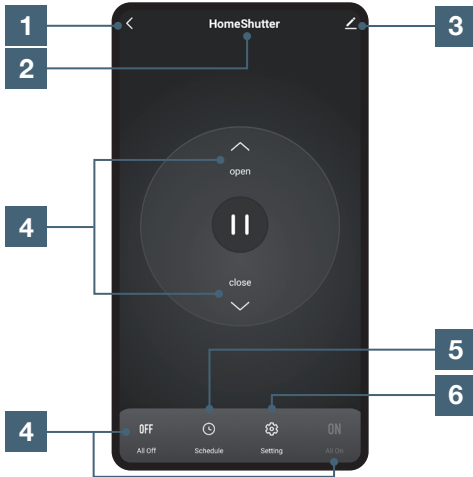 1
HomeShutter
3
2
open
4
close
5
6
4
OFF
ON
All Off
Schedule
Setting
All On